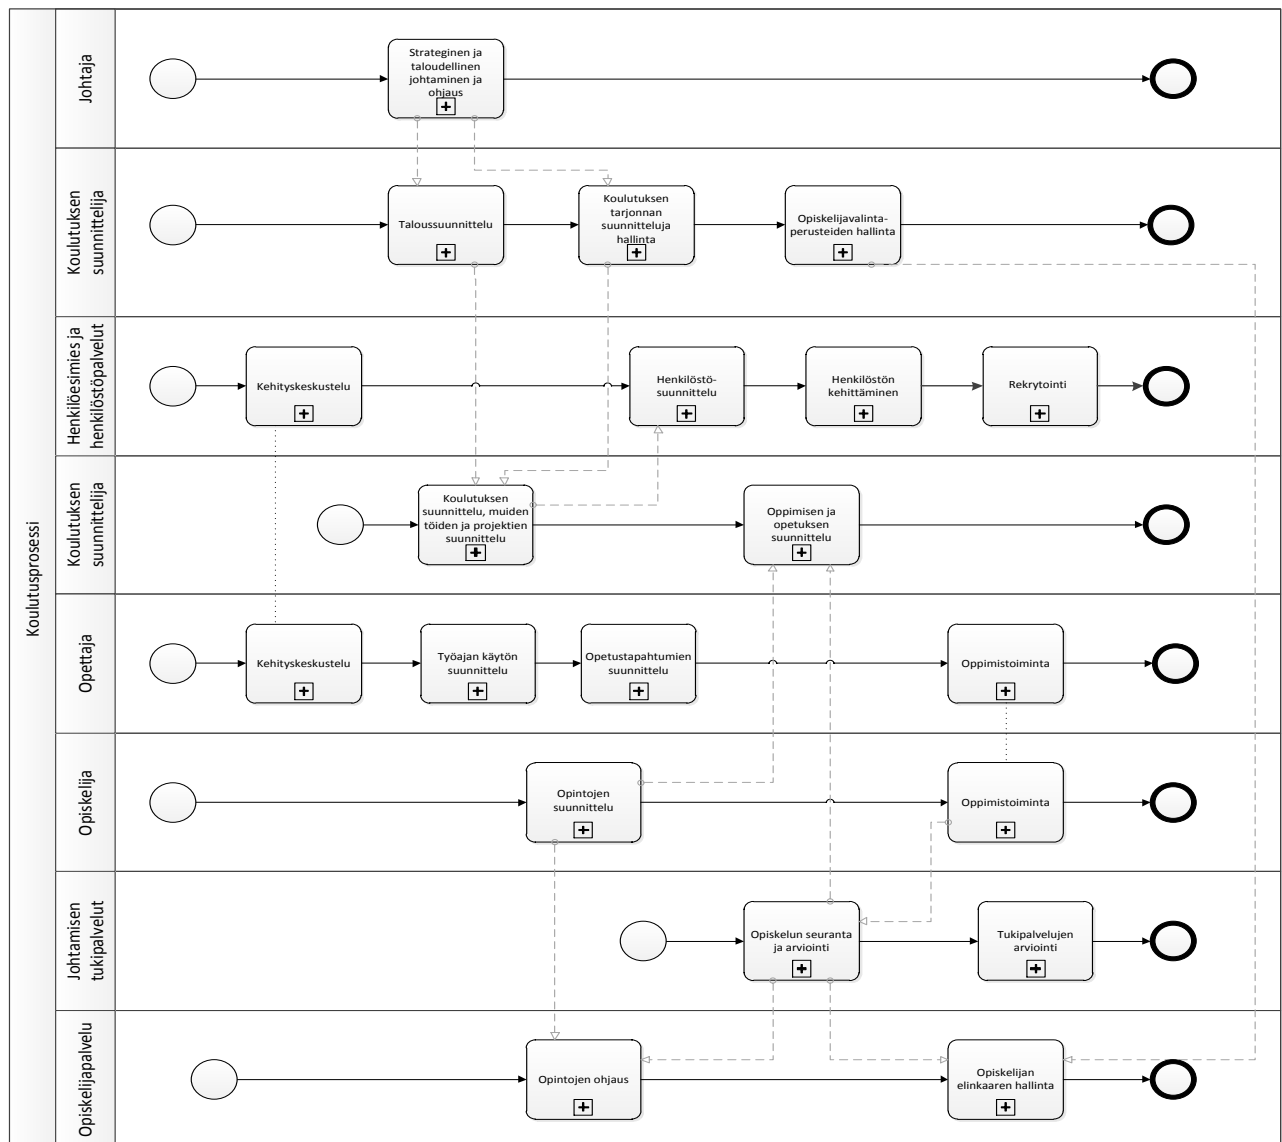 Koulutusprosessi
Johtaja
Strateginen ja
taloudellinen
johtaminen ja
ohjaus
Koulutuksen
suunnittelija
Taloussuunnittelu
Koulutuksen
tarjonnan
suunnitteluja
hallinta
Opiskelijavalinta-
perusteiden hallinta
Henkilöesimies ja
henkilöstöpalvelut
Kehityskeskustelu
Henkilöstö-
suunnittelu
Henkilöstön
kehittäminen
Rekrytointi
Koulutuksen
suunnittelija
Koulutuksen
suunnittelu, muiden
töiden ja projektien
suunnittelu
Oppimisen ja
opetuksen
suunnittelu
Opettaja
Kehityskeskustelu
Työajan käytön
suunnittelu
Opetustapahtumien
suunnittelu
Oppimistoiminta
Opiskelija
Opintojen
suunnittelu
Oppimistoiminta
Johtamisen
tukipalvelut
Opiskelun seuranta
ja arviointi
Tukipalvelujen
arviointi
Opiskelijapalvelu
Opintojen ohjaus
Opiskelijan
elinkaaren hallinta